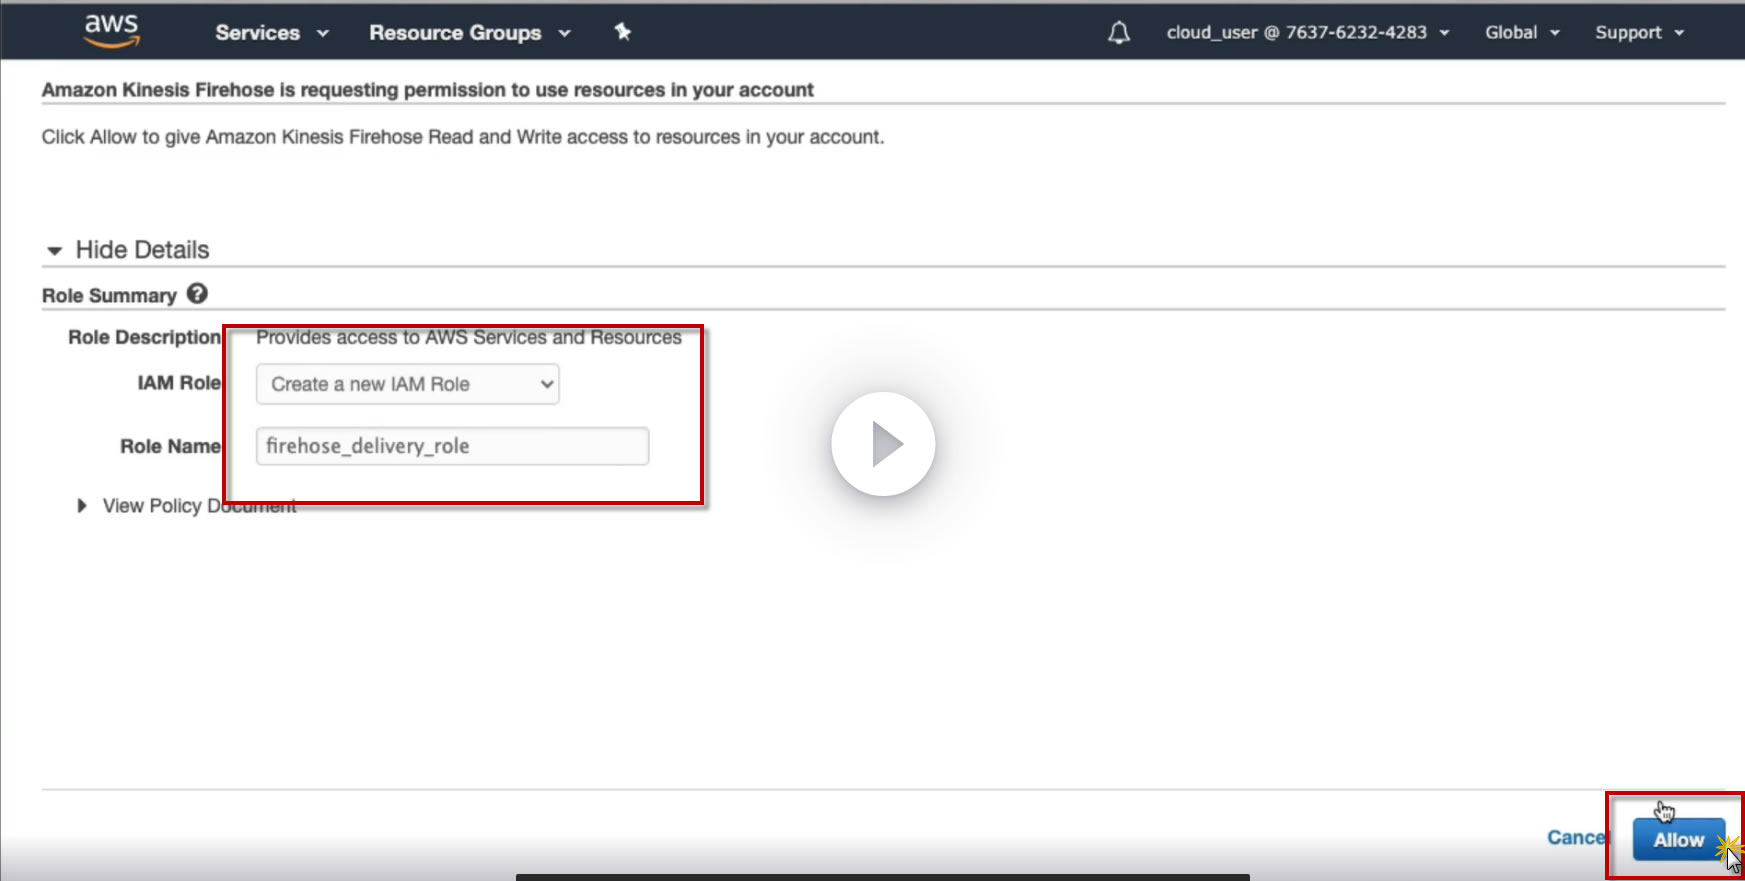 aws Services Resource Groups cloud_user @ 7637-6232-4283 Global Support
Amazon Kinesis Firehose is requesting permission to use resources in your account
Click Allow to give Amazon Kinesis Firehose Read and Write access to resources in your account.
Hide Details
Role Summary ?
Role Description Provides access to AWS Services and Resources
IAM Role Create a new IAM Role
Role Name firehose_delivery_role
View Policy Document
Cancel Allow